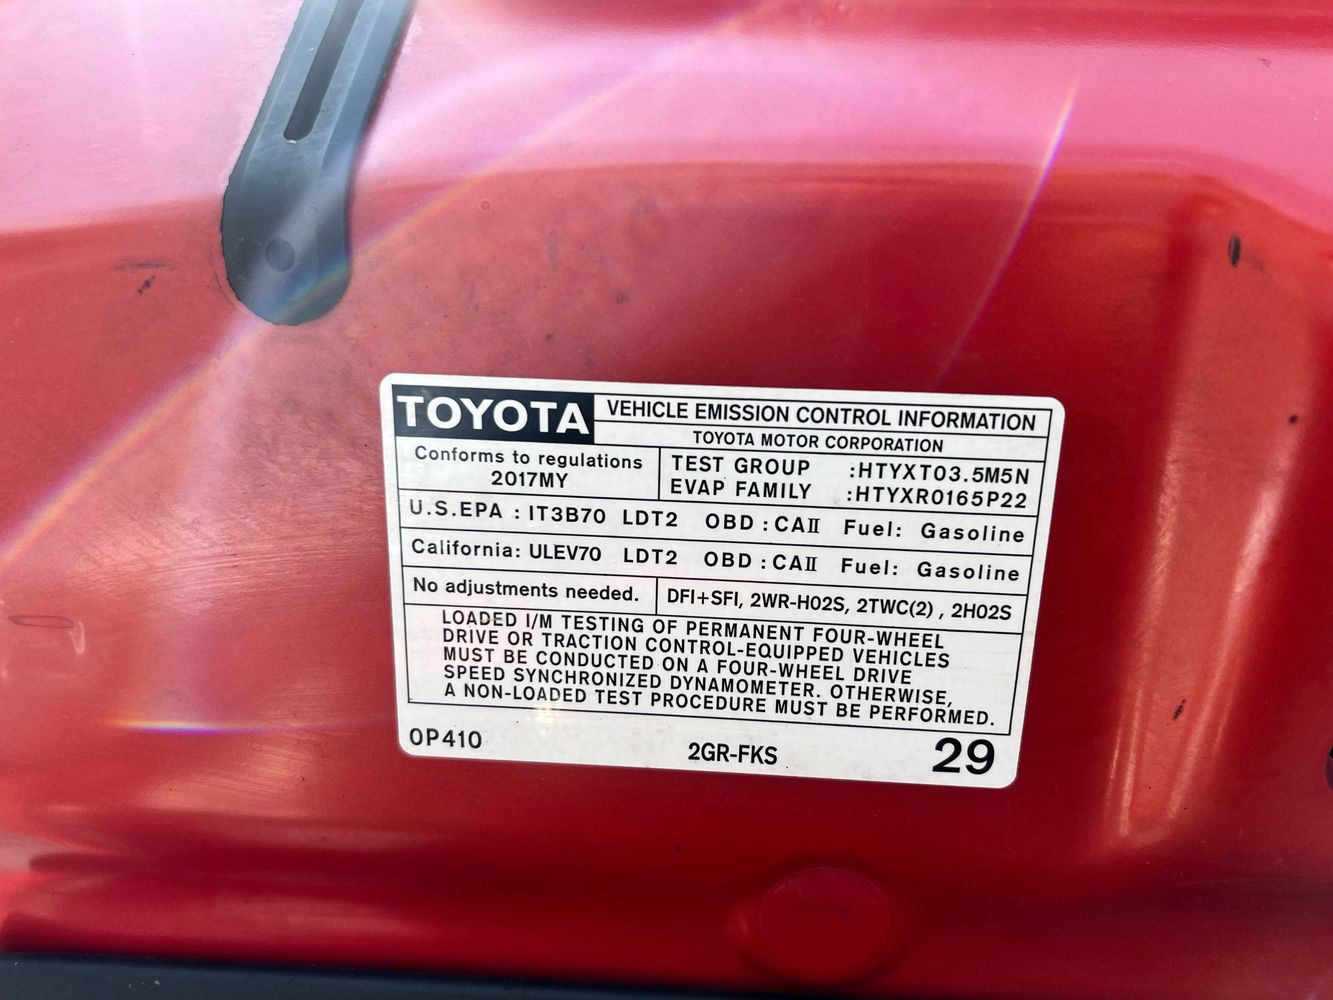 TOYOTA VEHICLE EMISSION CONTROL INFORMATION
TOYOTA MOTOR CORPORATION
Conforms to regulations
2017MY
TEST GROUP :HTYXT03.5M5N
EVAP FAMILY :HTYXR0165P22
U.S.EPA : IT3B70 LDT2 OBD : CAⅡ Fuel: Gasoline
California: ULEV70 LDT2 OBD : CAⅡ Fuel: Gasoline
No adjustments needed. DFI+SFI, 2WR-HO2S, 2TWC(2) , 2HO2S
LOADED I/M TESTING OF PERMANENT FOUR-WHEEL
DRIVE OR TRACTION CONTROL-EQUIPPED VEHICLES
MUST BE CONDUCTED ON A FOUR-WHEEL DRIVE
SPEED SYNCHRONIZED DYNAMOMETER. OTHERWISE,
A NON-LOADED TEST PROCEDURE MUST BE PERFORMED.
0P410 2GR-FKS 29